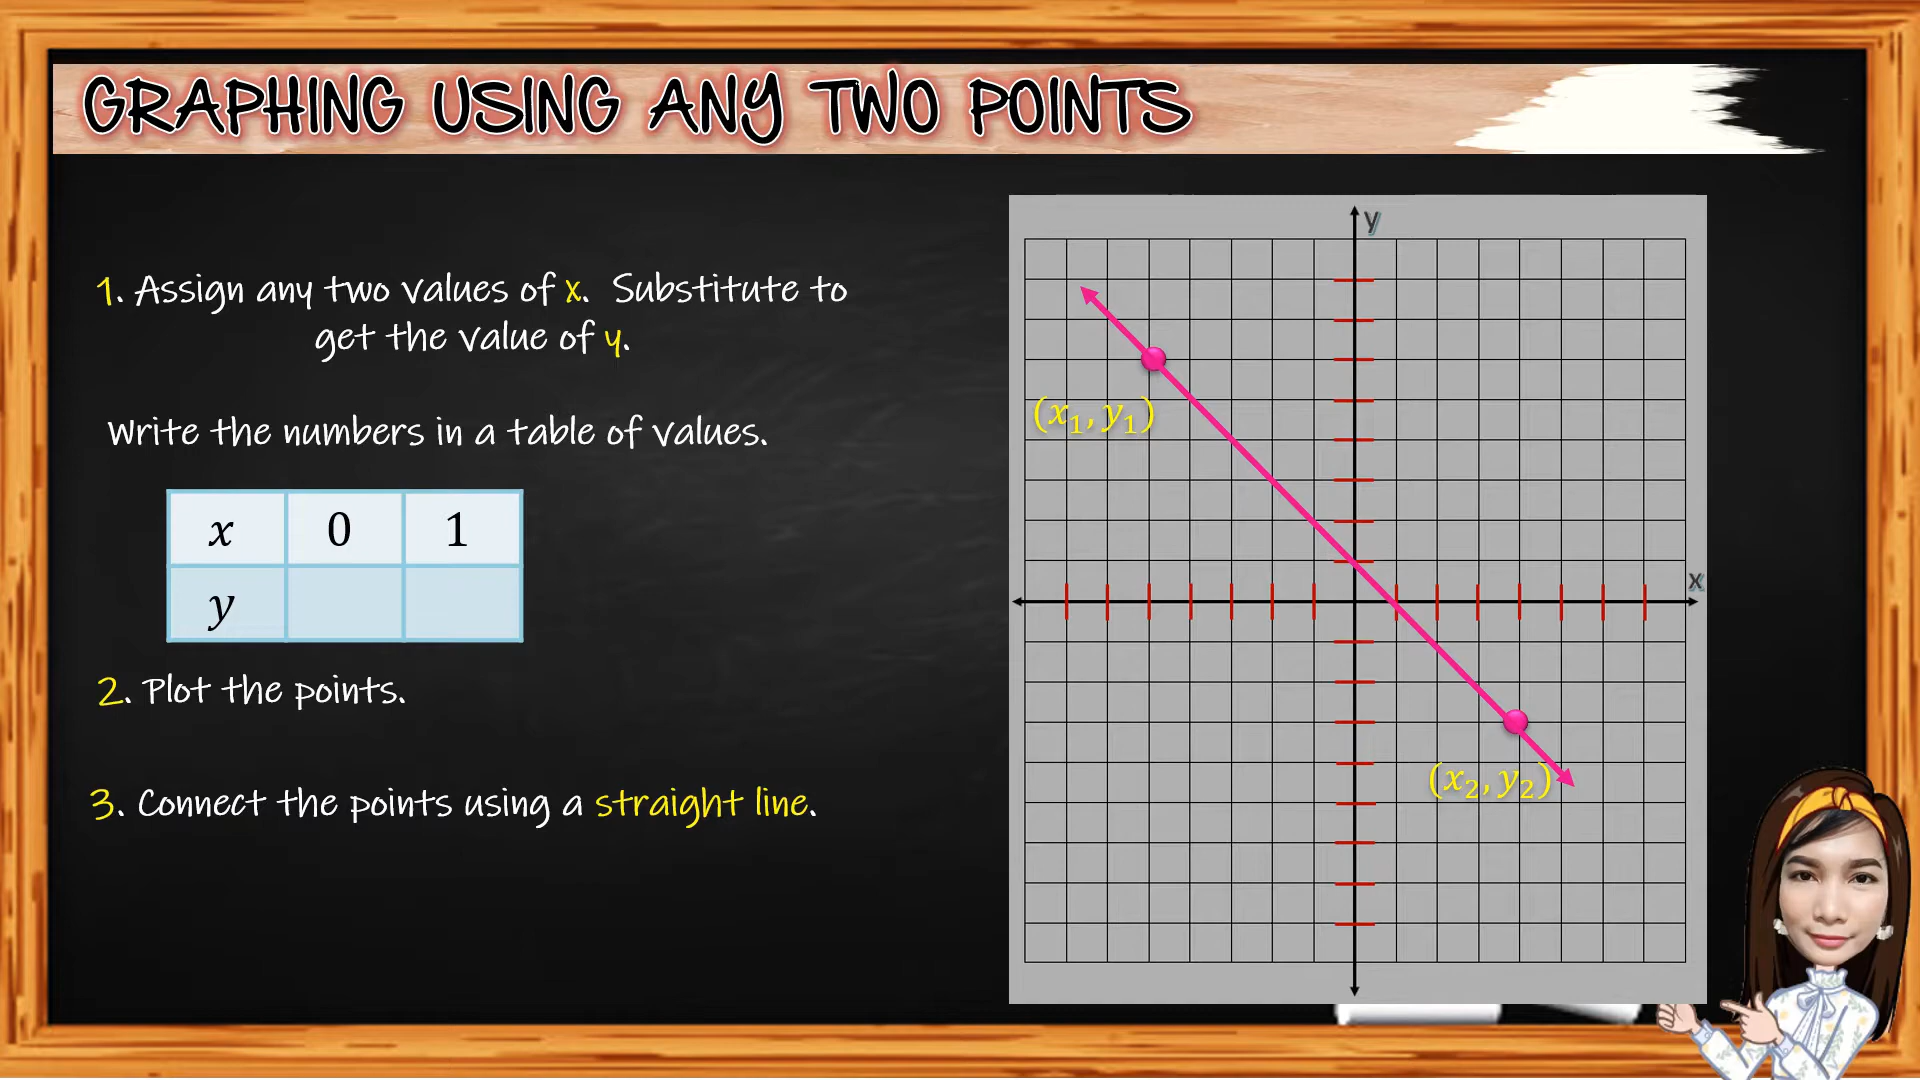 GRAPHING USING ANY TWO POINTS
1. Assign any two values of x. Substitute to
get the value of y.
Write the numbers in a table of values.
x 0 1
y
2. Plot the points.
3. Connect the points using a straight line.
y
(x₁, y₁)
x
(x₂, y₂)